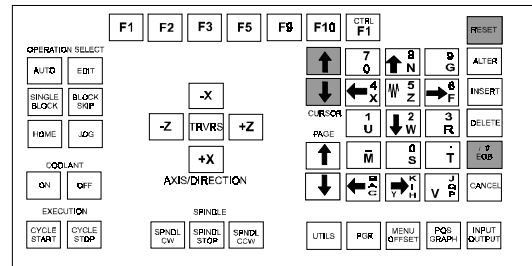 F1 F2 F3 F5 F9 F10 CTRL F1
RESET
OPERATION SELECT
AUTO EDIT
SINGLE BLOCK BLOCK SKIP
HOME JOG
COOLANT
ON OFF
EXECUTION
CYCLE START CYCLE STOP
-X
-Z TRVRS +Z
+X
AXIS/DIRECTION
SPINDLE
SPNDL CW SPINDL STOP SPNDL CCW
7 Q 8 N 9 G
4 X 5 Z 6 F
CURSOR
1 U 2 W 3 R
PAGE
- M 0 S . T
B A C Y K I H V J Q P
ALTER
INSERT
DELETE
EOB
CANCEL
UTILS PGR MENU OFFSET POS GRAPH INPUT OUTPUT